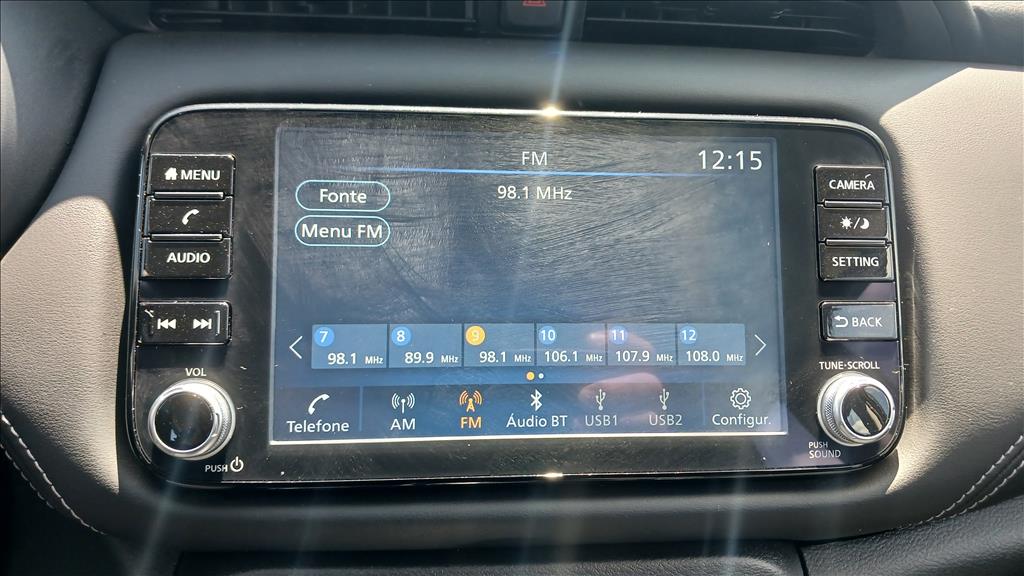 FM
12:15
98.1 MHz
Fonte
Menu FM
7 98.1 MHz
8 89.9 MHz
9 98.1 MHz
10 106.1 MHz
11 107.9 MHz
12 108.0 MHz
Telefone
AM
FM
Áudio BT
USB1
USB2
Configur.
MENU
AUDIO
VOL
PUSH
CAMERA
SETTING
BACK
TUNE·SCROLL
PUSH
SOUND